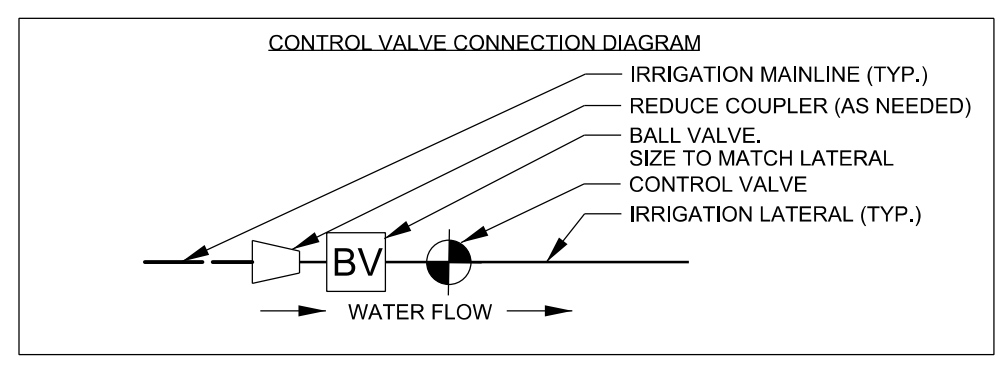 CONTROL VALVE CONNECTION DIAGRAM
IRRIGATION MAINLINE (TYP.)
REDUCE COUPLER (AS NEEDED)
BALL VALVE.
SIZE TO MATCH LATERAL
CONTROL VALVE
IRRIGATION LATERAL (TYP.)
BV
WATER FLOW